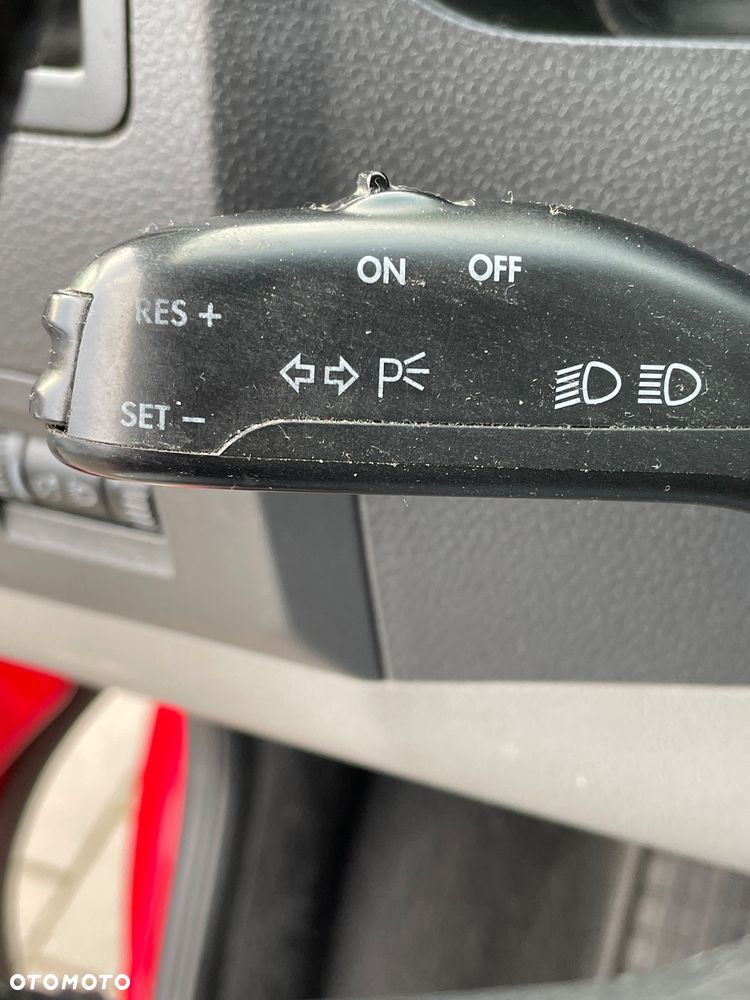 ON OFF
RES +
P
SET -
OTOMOTO